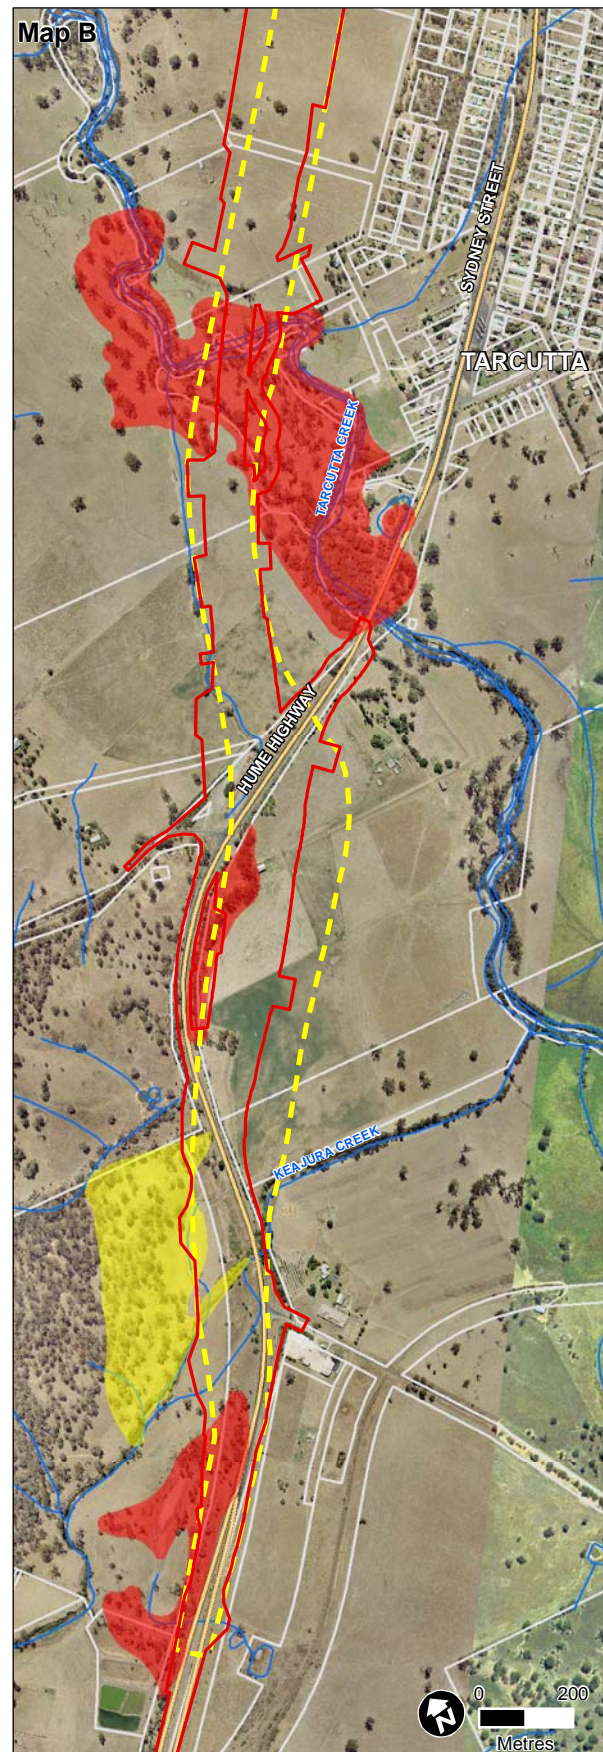 Map B
SYDNEY STREET
TARCUTTA
TARCUTTA CREEK
HUME HIGHWAY
KEAJURA CREEK
N
0 200
Metres